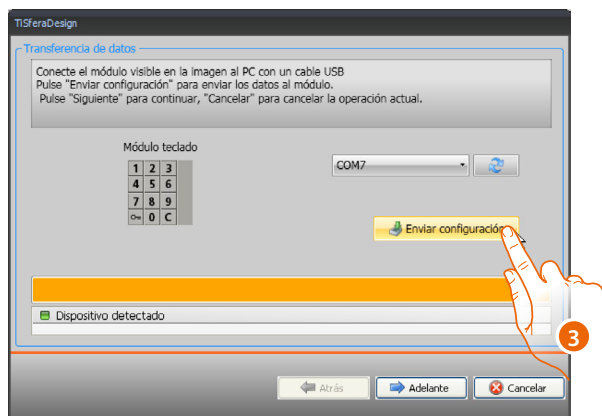 TiSferaDesign
Transferencia de datos
Conecte el módulo visible en la imagen al PC con un cable USB
Pulse "Enviar configuración" para enviar los datos al módulo.
Pulse "Siguiente" para continuar, "Cancelar" para cancelar la operación actual.
Módulo teclado
COM7
1 2 3
4 5 6
7 8 9
0 C
Enviar configuración
Dispositivo detectado
3
Atrás Adelante Cancelar